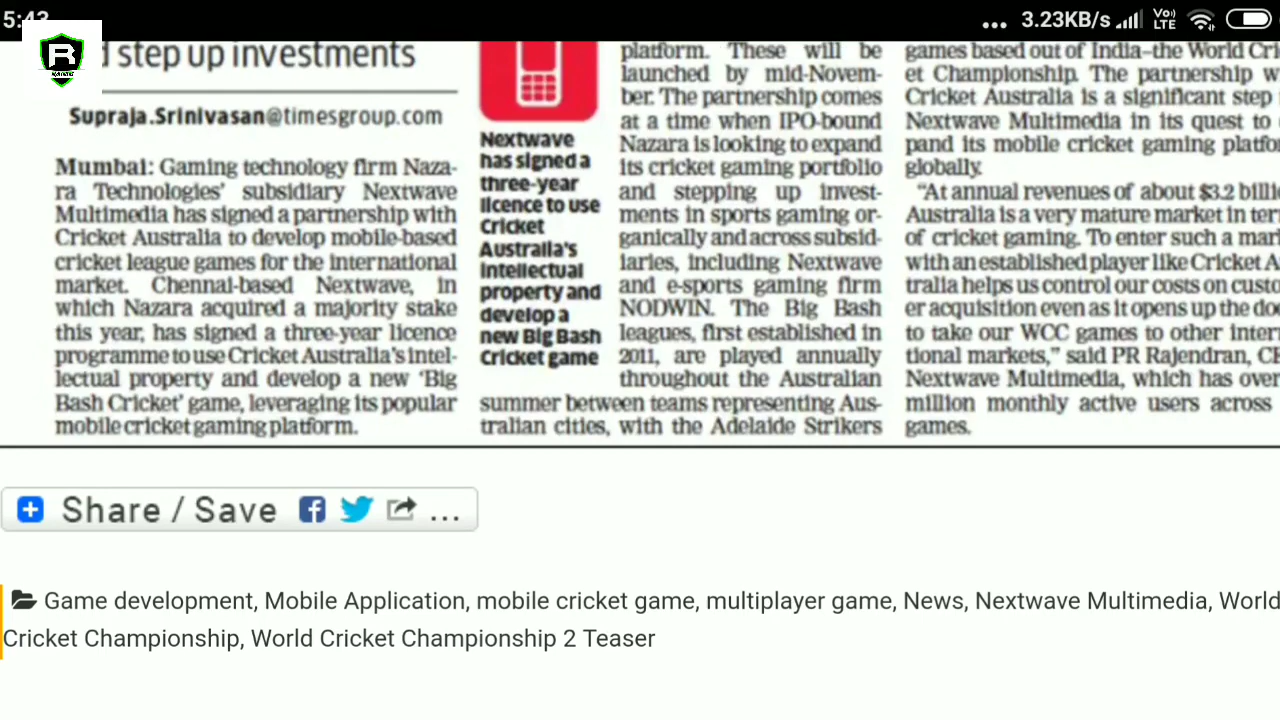 5:43
... 3.23KB/s Vo) LTE
R
d step up investments
Supraja.Srinivasan@timesgroup.com
Mumbai: Gaming technology firm Naza-
ra Technologies' subsidiary Nextwave
Multimedia has signed a partnership with
Cricket Australia to develop mobile-based
cricket league games for the international
market. Chennai-based Nextwave, in
which Nazara acquired a majority stake
this year, has signed a three-year licence
programme to use Cricket Australia's intel-
lectual property and develop a new 'Big
Bash Cricket' game, leveraging its popular
mobile cricket gaming platform.
Nextwave
has signed a
three-year
licence to use
Cricket
Australia's
intellectual
property and
develop a
new Big Bash
Cricket game
platform. These will be
launched by mid-Novem-
ber. The partnership comes
at a time when IPO-bound
Nazara is looking to expand
its cricket gaming portfolio
and stepping up invest-
ments in sports gaming or-
ganically and across subsid-
iaries, including Nextwave
and e-sports gaming firm
NODWIN. The Big Bash
leagues, first established in
2011, are played annually
throughout the Australian
summer between teams representing Aus-
tralian cities, with the Adelaide Strikers
games based out of India–the World Cri
et Championship. The partnership w
Cricket Australia is a significant step
Nextwave Multimedia in its quest to
pand its mobile cricket gaming platfo
globally.
"At annual revenues of about $3.2 billi
Australia is a very mature market in ter
of cricket gaming. To enter such a mar
with an established player like Cricket A
tralia helps us control our costs on custo
er acquisition even as it opens up the do
to take our WCC games to other inter
tional markets," said PR Rajendran, CE
Nextwave Multimedia, which has over
million monthly active users across
games.
Share / Save ...
Game development, Mobile Application, mobile cricket game, multiplayer game, News, Nextwave Multimedia, World
Cricket Championship, World Cricket Championship 2 Teaser